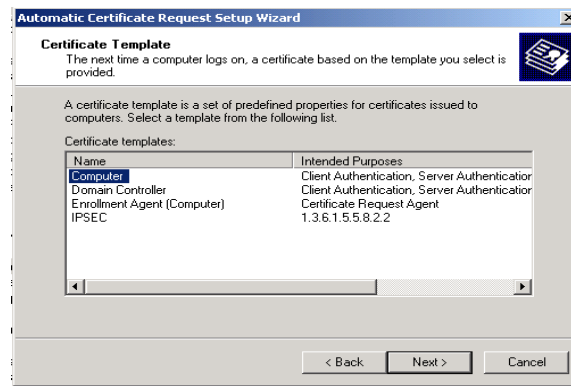 Automatic Certificate Request Setup Wizard
Certificate Template
The next time a computer logs on, a certificate based on the template you select is
provided.
A certificate template is a set of predefined properties for certificates issued to
computers. Select a template from the following list.
Certificate templates:
Name Intended Purposes
Computer Client Authentication, Server Authentication
Domain Controller Client Authentication, Server Authentication
Enrollment Agent (Computer) Certificate Request Agent
IPSEC 1.3.6.1.5.5.8.2.2
< Back Next > Cancel